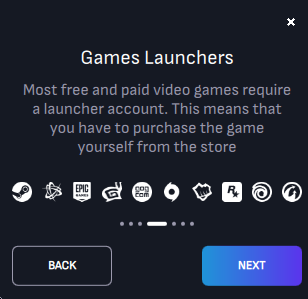 Games Launchers
Most free and paid video games require
a launcher account. This means that
you have to purchase the game
yourself from the store
EPIC
GAMES
GOG
COM
R
BACK
NEXT